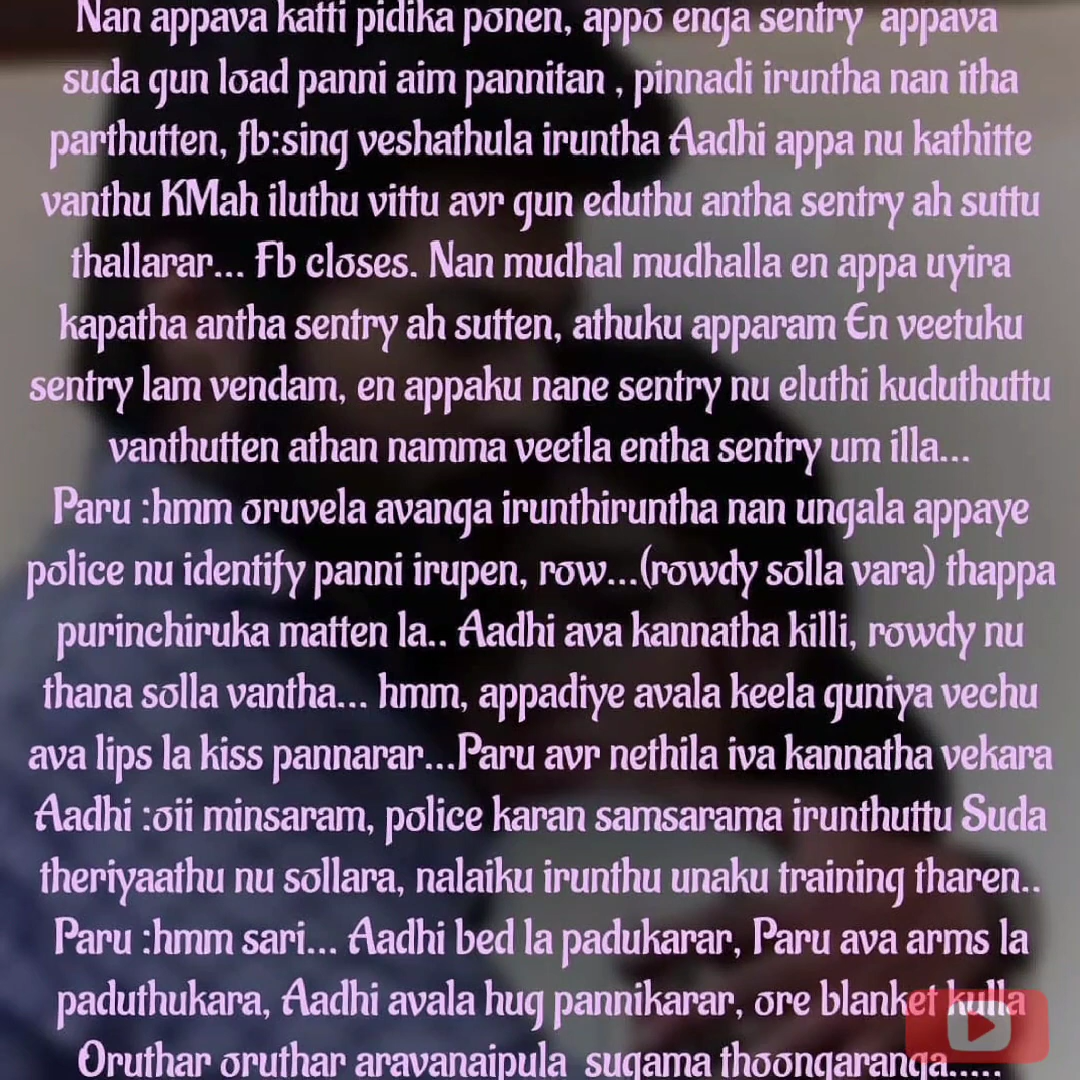 Nan appava katti pidika ponen, appo enga sentry appava
suda gun load panni aim pannitan , pinnadi iruntha nan itha
parthutten, fb:sing veshathula iruntha Aadhi appa nu kathitte
vanthu KMah iluthu vittu avr gun eduthu antha sentry ah suttu
thallarar... Fb closes. Nan mudhal mudhalla en appa uyira
kapatha antha sentry ah sutten, athuku apparam En veetuku
sentry lam vendam, en appaku nane sentry nu eluthi kuduthuttu
vanthutten athan namma veetla entha sentry um illa...
Paru :hmm oruvela avanga irunthiruntha nan ungala appaye
police nu identify panni irupen, row...(rowdy solla vara) thappa
purinchiruka matten la.. Aadhi ava kannatha killi, rowdy nu
thana solla vantha... hmm, appadiye avala keela guniya vechu
ava lips la kiss pannarar...Paru avr nethila iva kannatha vekara
Aadhi :oii minsaram, police karan samsarama irunthuttu Suda
theriyaathu nu sollara, nalaiku irunthu unaku training tharen..
Paru :hmm sari... Aadhi bed la padukarar, Paru ava arms la
paduthukara, Aadhi avala hug pannikarar, ore blanket kulla
Oruthar oruthar aravanaipula sugama thoongaranga.....